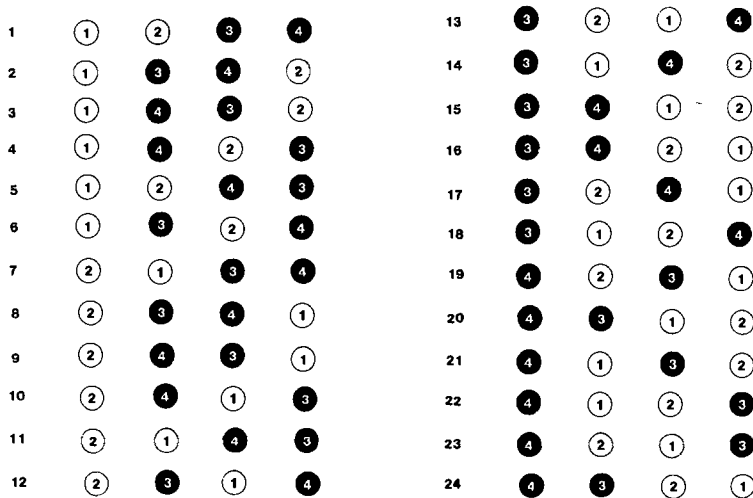 1 1 2 3 4
2 1 3 4 2
3 1 4 3 2
4 1 4 2 3
5 1 2 4 3
6 1 3 2 4
7 2 1 3 4
8 2 3 4 1
9 2 4 3 1
10 2 4 1 3
11 2 1 4 3
12 2 3 1 4
13 3 2 1 4
14 3 1 4 2
15 3 4 1 2
16 3 4 2 1
17 3 2 4 1
18 3 1 2 4
19 4 2 3 1
20 4 3 1 2
21 4 1 3 2
22 4 1 2 3
23 4 2 1 3
24 4 3 2 1